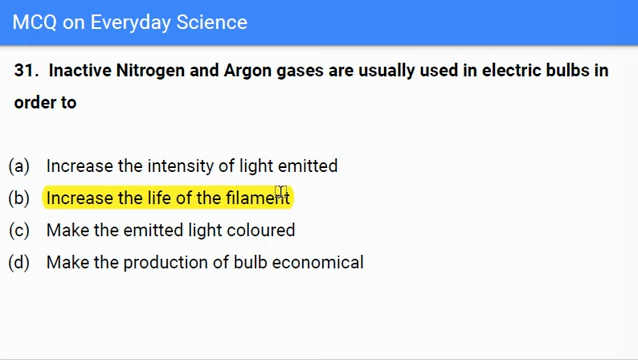 MCQ on Everyday Science
31. Inactive Nitrogen and Argon gases are usually used in electric bulbs in
order to
(a) Increase the intensity of light emitted
(b) Increase the life of the filament
(c) Make the emitted light coloured
(d) Make the production of bulb economical